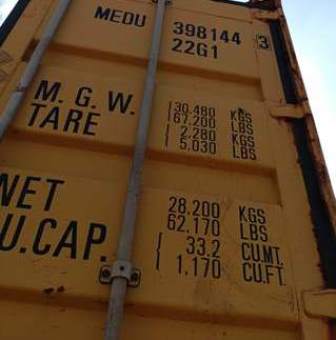 MEDU 398144 3
22G1
M. G. W. 30.480 KGS
67.200 LBS
TARE 2.280 KGS
5.030 LBS
NET 28.200 KGS
62.170 LBS
U.CAP. 33.2 CU.MT.
1.170 CU.FT.